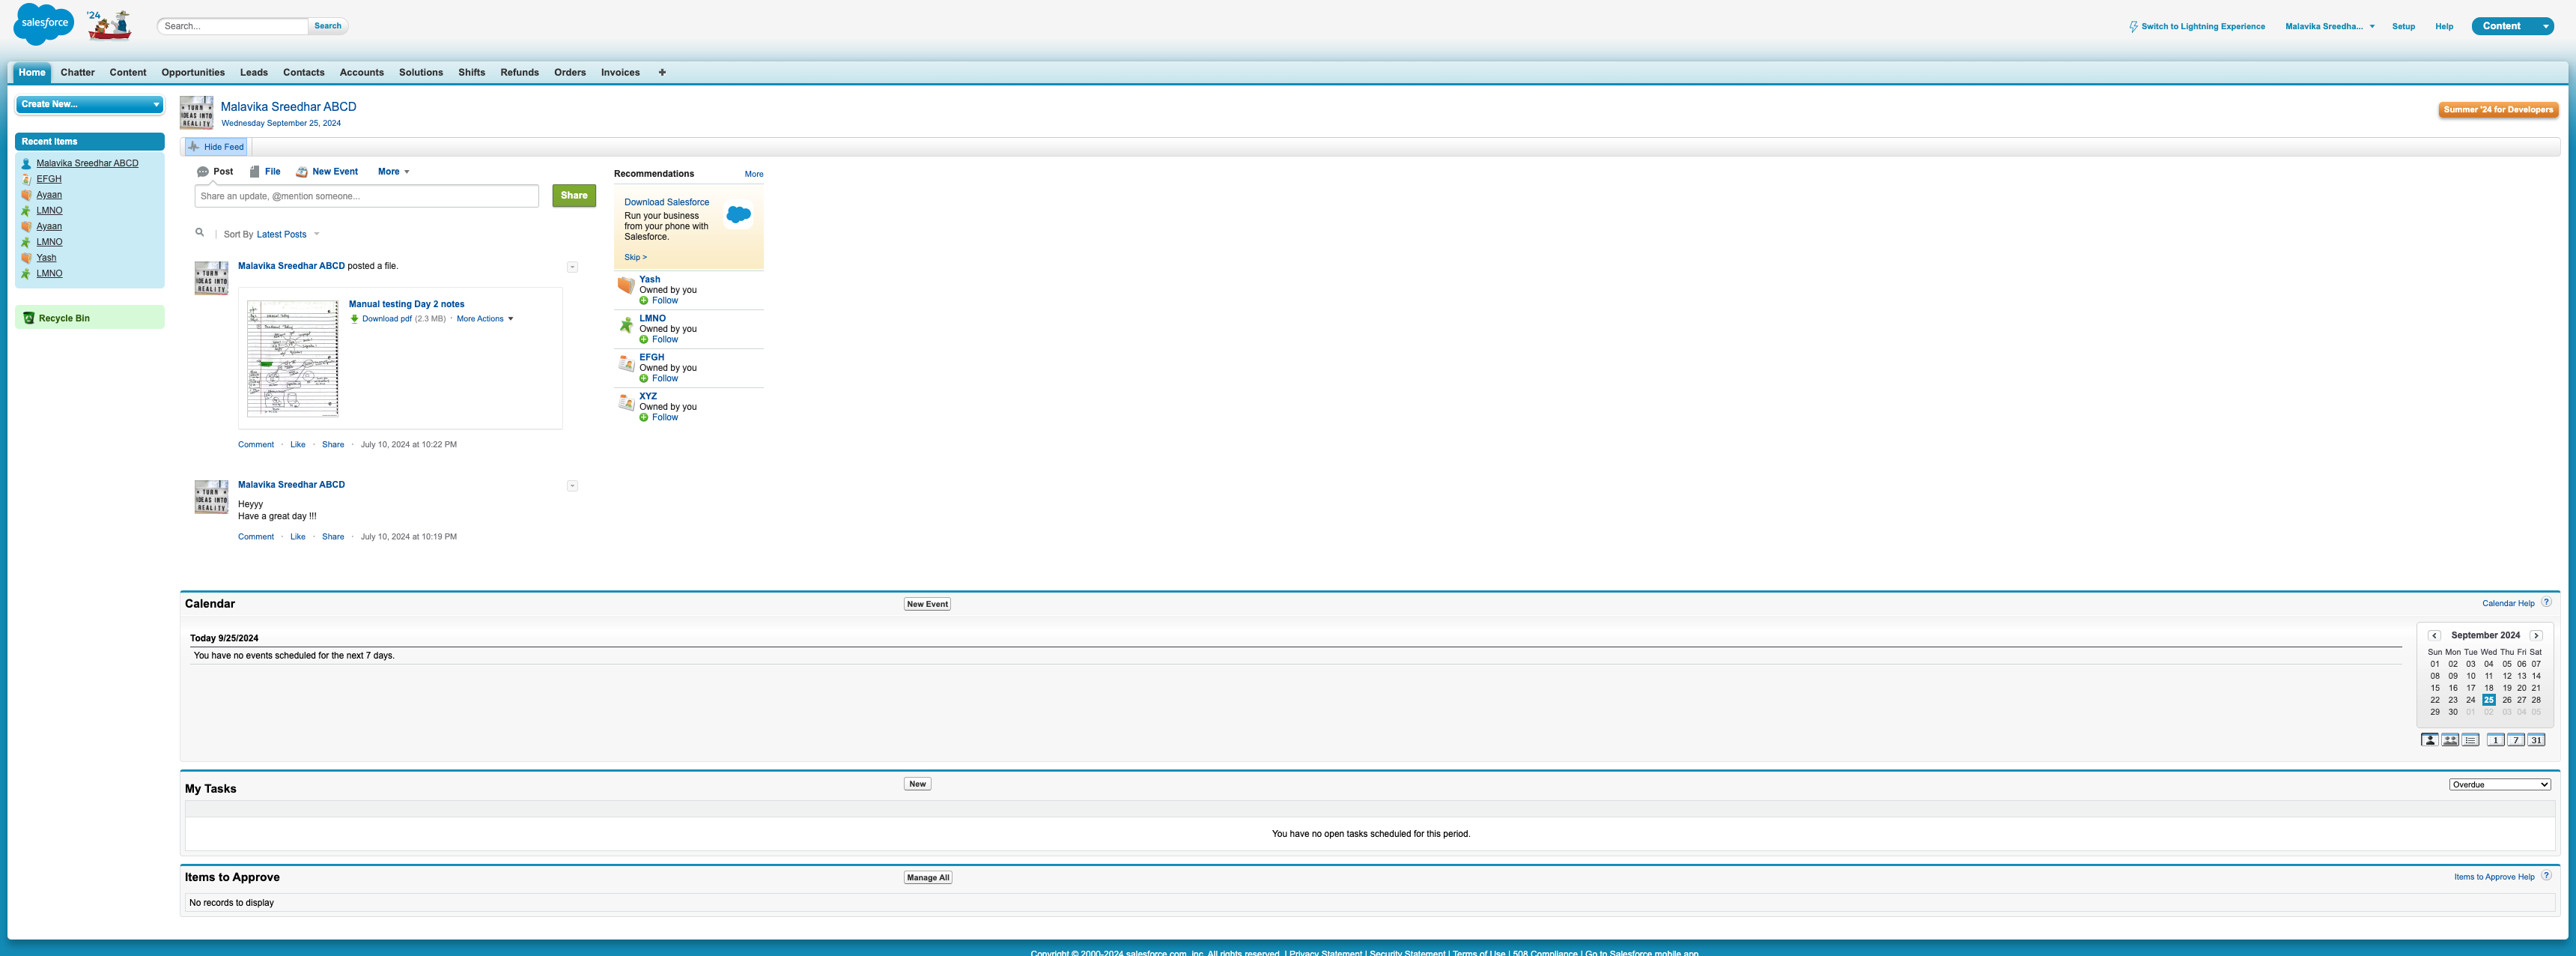 salesforce
'24
Search...
Search
Switch to Lightning Experience
Malavika Sreedha...
Setup
Help
Content
Home
Chatter
Content
Opportunities
Leads
Contacts
Accounts
Solutions
Shifts
Refunds
Orders
Invoices
+
Create New...
Recent Items
Malavika Sreedhar ABCD
EFGH
Ayaan
LMNO
Ayaan
LMNO
Yash
LMNO
Recycle Bin
TURN
IDEAS INTO
REALITY
Malavika Sreedhar ABCD
Wednesday September 25, 2024
Summer '24 for Developers
Hide Feed
Post
File
New Event
More
Share an update, @mention someone...
Share
Sort By Latest Posts
TURN
IDEAS INTO
REALITY
Malavika Sreedhar ABCD posted a file.
Manual testing Day 2 notes
Download pdf (2.3 MB) · More Actions
Comment · Like · Share · July 10, 2024 at 10:22 PM
TURN
IDEAS INTO
REALITY
Malavika Sreedhar ABCD
Heyyy
Have a great day !!!
Comment · Like · Share · July 10, 2024 at 10:19 PM
Recommendations
More
Download Salesforce
Run your business
from your phone with
Salesforce.
Skip >
Yash
Owned by you
Follow
LMNO
Owned by you
Follow
EFGH
Owned by you
Follow
XYZ
Owned by you
Follow
Calendar
New Event
Calendar Help ?
Today 9/25/2024
You have no events scheduled for the next 7 days.
September 2024
Sun Mon Tue Wed Thu Fri Sat
01 02 03 04 05 06 07
08 09 10 11 12 13 14
15 16 17 18 19 20 21
22 23 24 25 26 27 28
29 30 01 02 03 04 05
1 7 31
My Tasks
New
Overdue
You have no open tasks scheduled for this period.
Items to Approve
Manage All
Items to Approve Help ?
No records to display
Copyright © 2000-2024 salesforce.com, inc. All rights reserved. | Privacy Statement | Security Statement | Terms of Use | 508 Compliance | Go to Salesforce mobile app